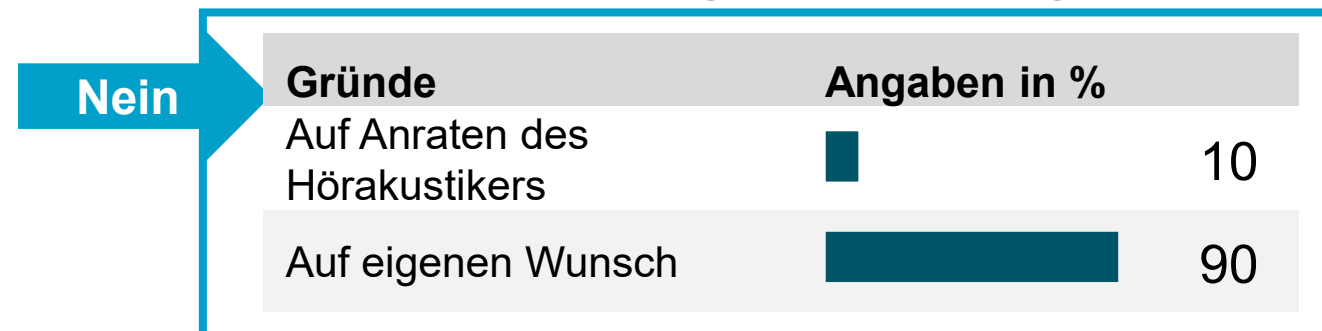 Nein
Gründe Angaben in %
Auf Anraten des
Hörakustikers 10
Auf eigenen Wunsch 90